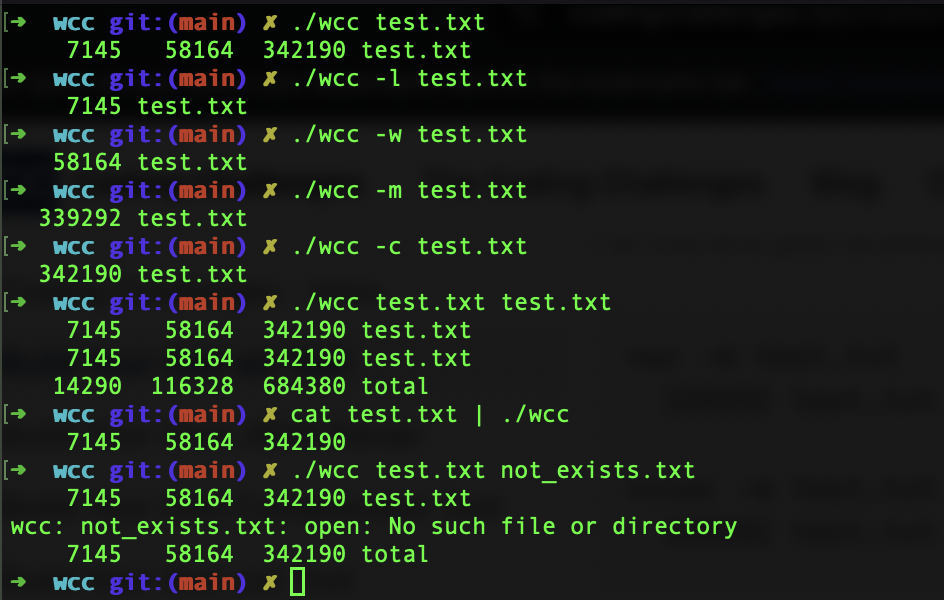 [➜  wcc git:(main) ✗ ./wcc test.txt
    7145   58164  342190 test.txt
[➜  wcc git:(main) ✗ ./wcc -l test.txt
    7145 test.txt
[➜  wcc git:(main) ✗ ./wcc -w test.txt
   58164 test.txt
[➜  wcc git:(main) ✗ ./wcc -m test.txt
  339292 test.txt
[➜  wcc git:(main) ✗ ./wcc -c test.txt
  342190 test.txt
[➜  wcc git:(main) ✗ ./wcc test.txt test.txt
    7145   58164  342190 test.txt
    7145   58164  342190 test.txt
   14290  116328  684380 total
[➜  wcc git:(main) ✗ cat test.txt | ./wcc
    7145   58164  342190
[➜  wcc git:(main) ✗ ./wcc test.txt not_exists.txt
    7145   58164  342190 test.txt
wcc: not_exists.txt: open: No such file or directory
    7145   58164  342190 total
➜  wcc git:(main) ✗